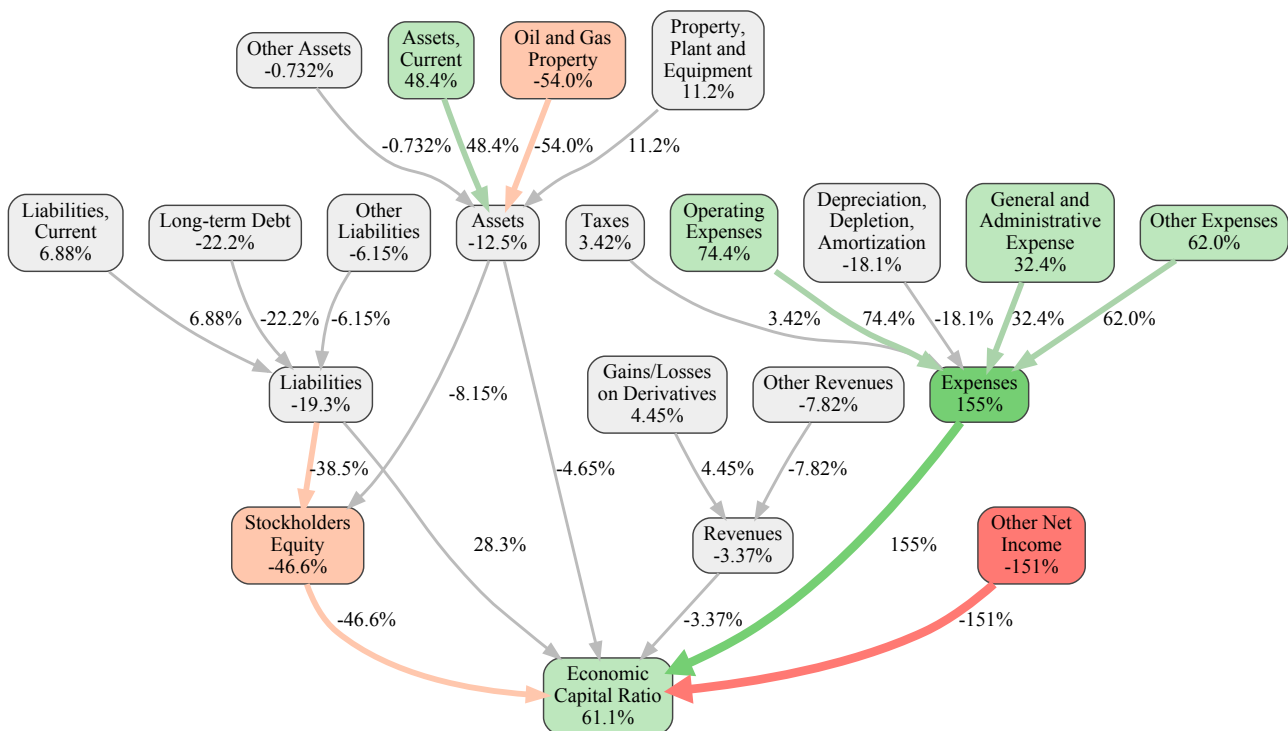 Other Assets
-0.732%
Assets,
Current
48.4%
Oil and Gas
Property
-54.0%
Property,
Plant and
Equipment
11.2%
-0.732%
48.4%
-54.0%
11.2%
Liabilities,
Current
6.88%
Long-term Debt
-22.2%
Other
Liabilities
-6.15%
Assets
-12.5%
Taxes
3.42%
Operating
Expenses
74.4%
Depreciation,
Depletion,
Amortization
-18.1%
General and
Administrative
Expense
32.4%
Other Expenses
62.0%
6.88%
-22.2%
-6.15%
3.42%
74.4%
-18.1%
32.4%
62.0%
Liabilities
-19.3%
-8.15%
Gains/Losses
on Derivatives
4.45%
Other Revenues
-7.82%
Expenses
155%
-38.5%
-4.65%
4.45%
-7.82%
Stockholders
Equity
-46.6%
28.3%
Revenues
-3.37%
155%
Other Net
Income
-151%
-46.6%
-3.37%
-151%
Economic
Capital Ratio
61.1%